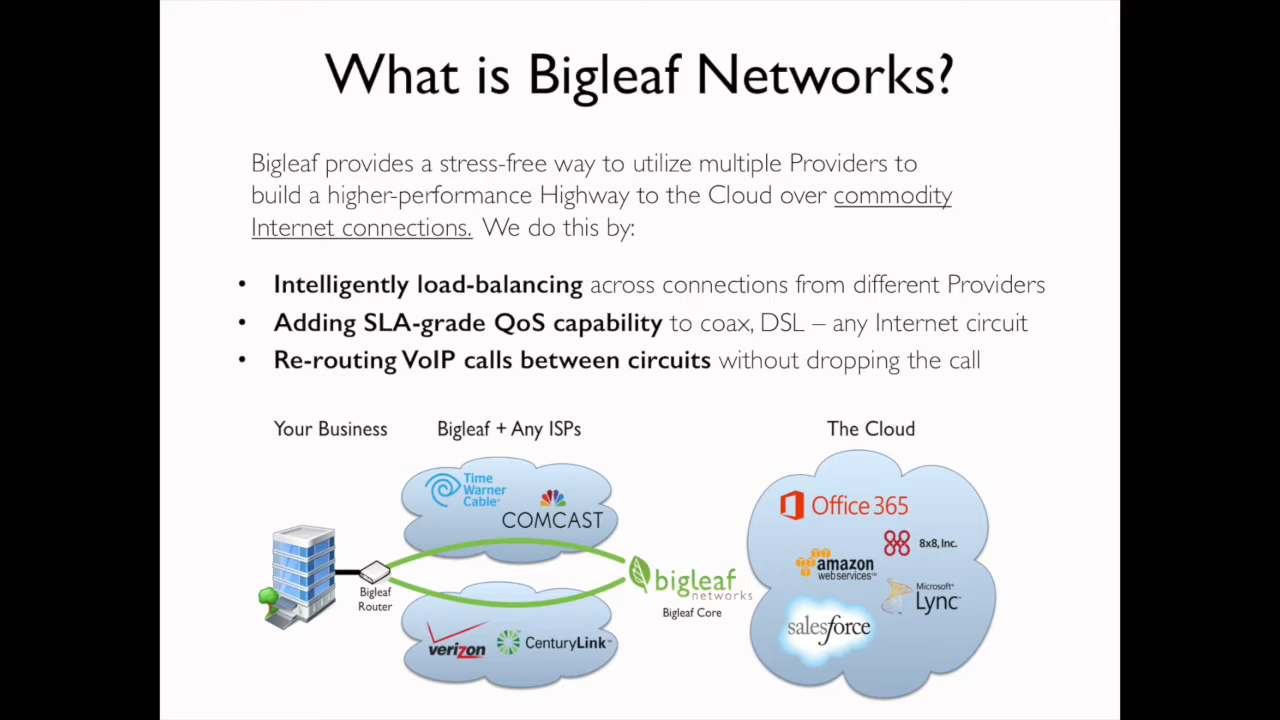 What is Bigleaf Networks?
Bigleaf provides a stress-free way to utilize multiple Providers to
build a higher-performance Highway to the Cloud over commodity
Internet connections. We do this by:
• Intelligently load-balancing across connections from different Providers
• Adding SLA-grade QoS capability to coax, DSL – any Internet circuit
• Re-routing VoIP calls between circuits without dropping the call
Your Business
Bigleaf + Any ISPs
The Cloud
Time
Warner
Cable
COMCAST
Bigleaf
Router
verizon
CenturyLink™
bigleaf
networks
Bigleaf Core
Office 365
8x8, Inc.
amazon
webservices™
Microsoft®
Lync™
salesforce